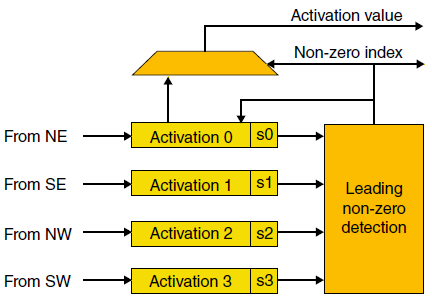 Activation value
Non-zero index
From NE
Activation 0
s0
From SE
Activation 1
s1
From NW
Activation 2
s2
From SW
Activation 3
s3
Leading
non-zero
detection